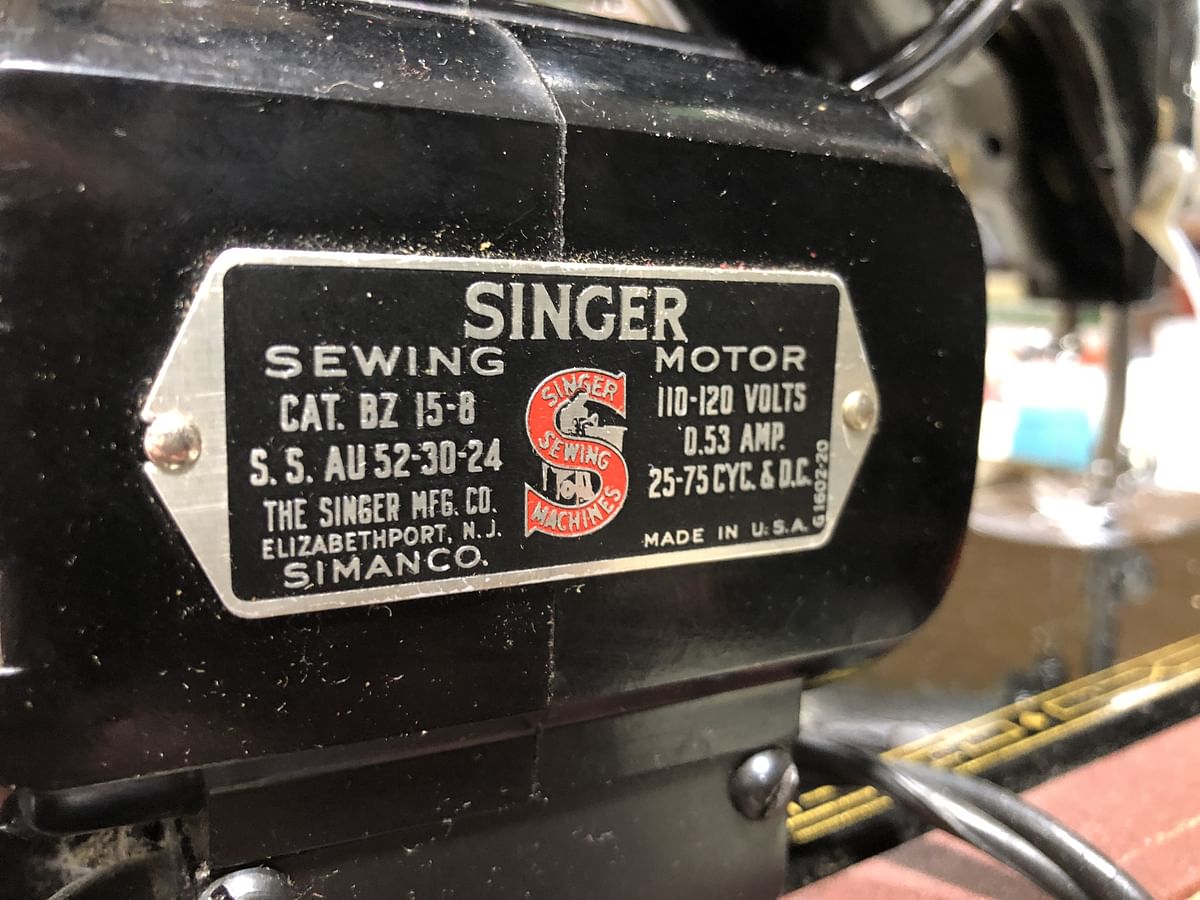 SINGER
SEWING MOTOR
CAT. BZ 15-8
S. S. AU 52-30-24
THE SINGER MFG. CO.
ELIZABETHPORT, N. J.
SIMANCO.
SINGER
SEWING
MACHINES
110-120 VOLTS
0.53 AMP.
25-75 CYC. & D.C.
MADE IN U.S.A.
G1602-20